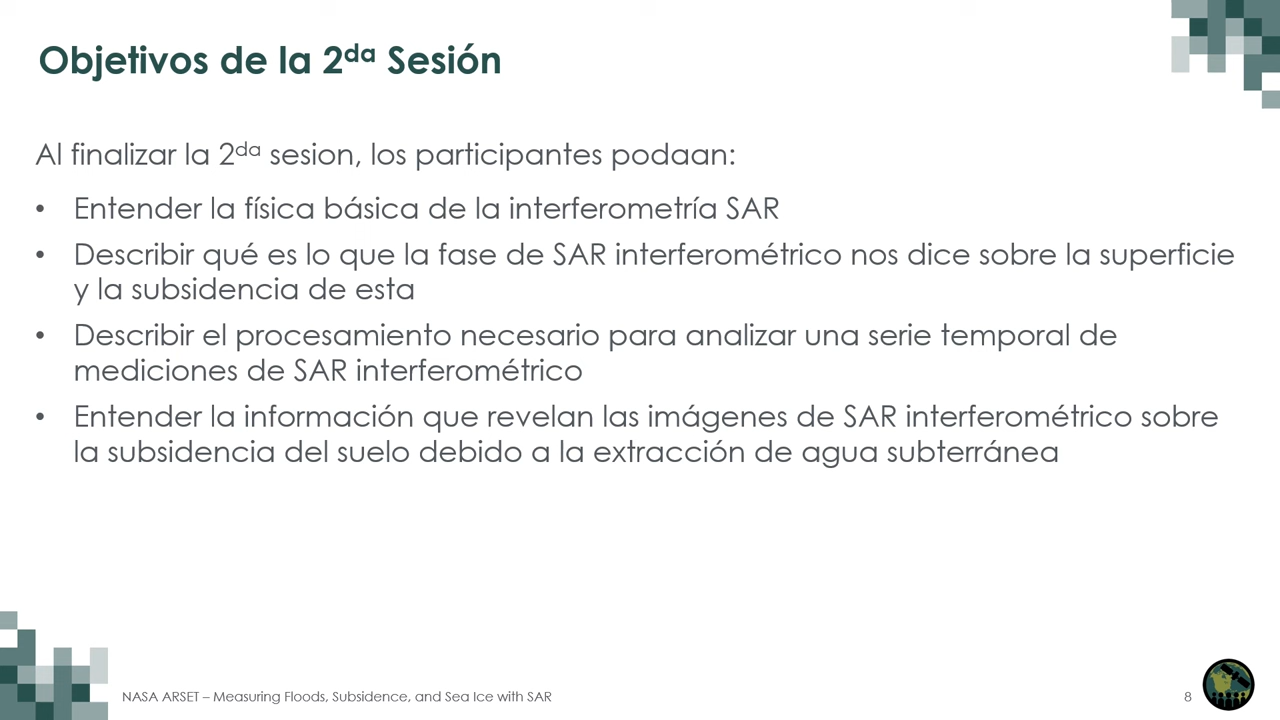 Objetivos de la 2da Sesión
Al finalizar la 2da sesion, los participantes podaan:
• Entender la física básica de la interferometría SAR
• Describir qué es lo que la fase de SAR interferométrico nos dice sobre la superficie
y la subsidencia de esta
• Describir el procesamiento necesario para analizar una serie temporal de
mediciones de SAR interferométrico
• Entender la información que revelan las imágenes de SAR interferométrico sobre
la subsidencia del suelo debido a la extracción de agua subterránea
NASA ARSET – Measuring Floods, Subsidence, and Sea Ice with SAR
8